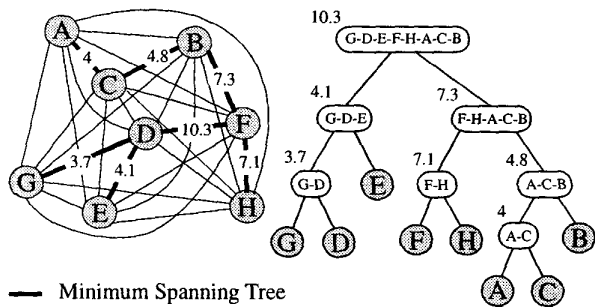 10.3
G-D-E-F-H-A-C-B
A
B
4
4.8
C
7.3
4.1
7.3
D
10.3
F
G-D-E
F-H-A-C-B
3.7
4.1
7.1
3.7
7.1
4.8
G
E
H
G-D
E
F-H
A-C-B
4
G
D
F
H
A-C
B
A
C
Minimum Spanning Tree